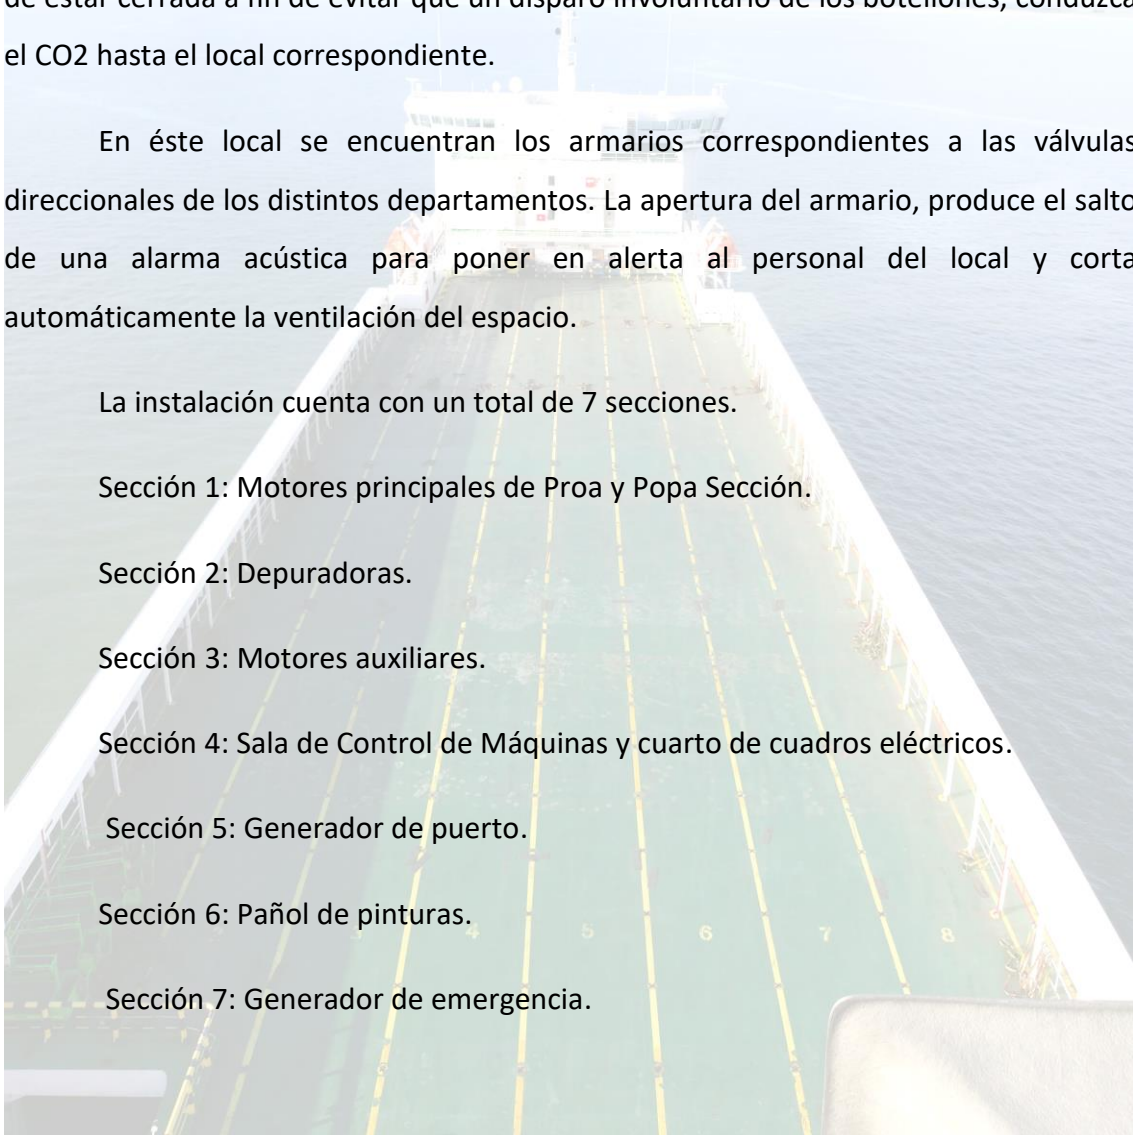 de estar cerrada a fin de evitar que un disparo involuntario de los botellones, conduzca
el CO2 hasta el local correspondiente.
En éste local se encuentran los armarios correspondientes a las válvulas
direccionales de los distintos departamentos. La apertura del armario, produce el salto
de una alarma acústica para poner en alerta al personal del local y corta
automáticamente la ventilación del espacio.
La instalación cuenta con un total de 7 secciones.
Sección 1: Motores principales de Proa y Popa Sección.
Sección 2: Depuradoras.
Sección 3: Motores auxiliares.
Sección 4: Sala de Control de Máquinas y cuarto de cuadros eléctricos.
Sección 5: Generador de puerto.
Sección 6: Pañol de pinturas.
4 5 6 7 8
Sección 7: Generador de emergencia.